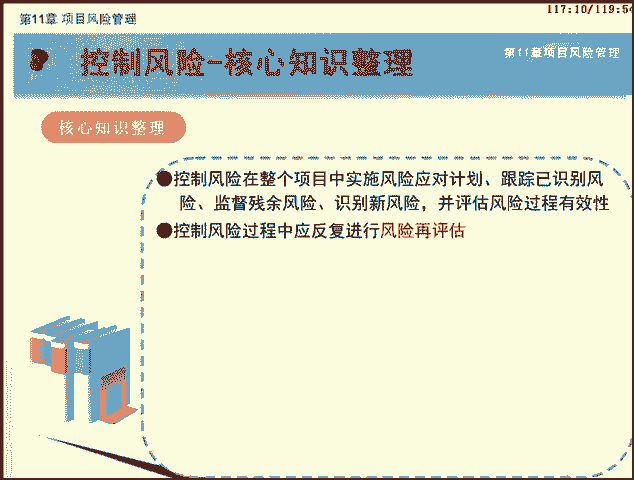 第11章 项目风险管理
117:10/119:54
控制风险-核心知识整理
第11章项目风险管理
核心知识整理
●控制风险在整个项目中实施风险应对计划、跟踪已识别风
险、监督残余风险、识别新风险，并评估风险过程有效性
●控制风险过程中应反复进行风险再评估